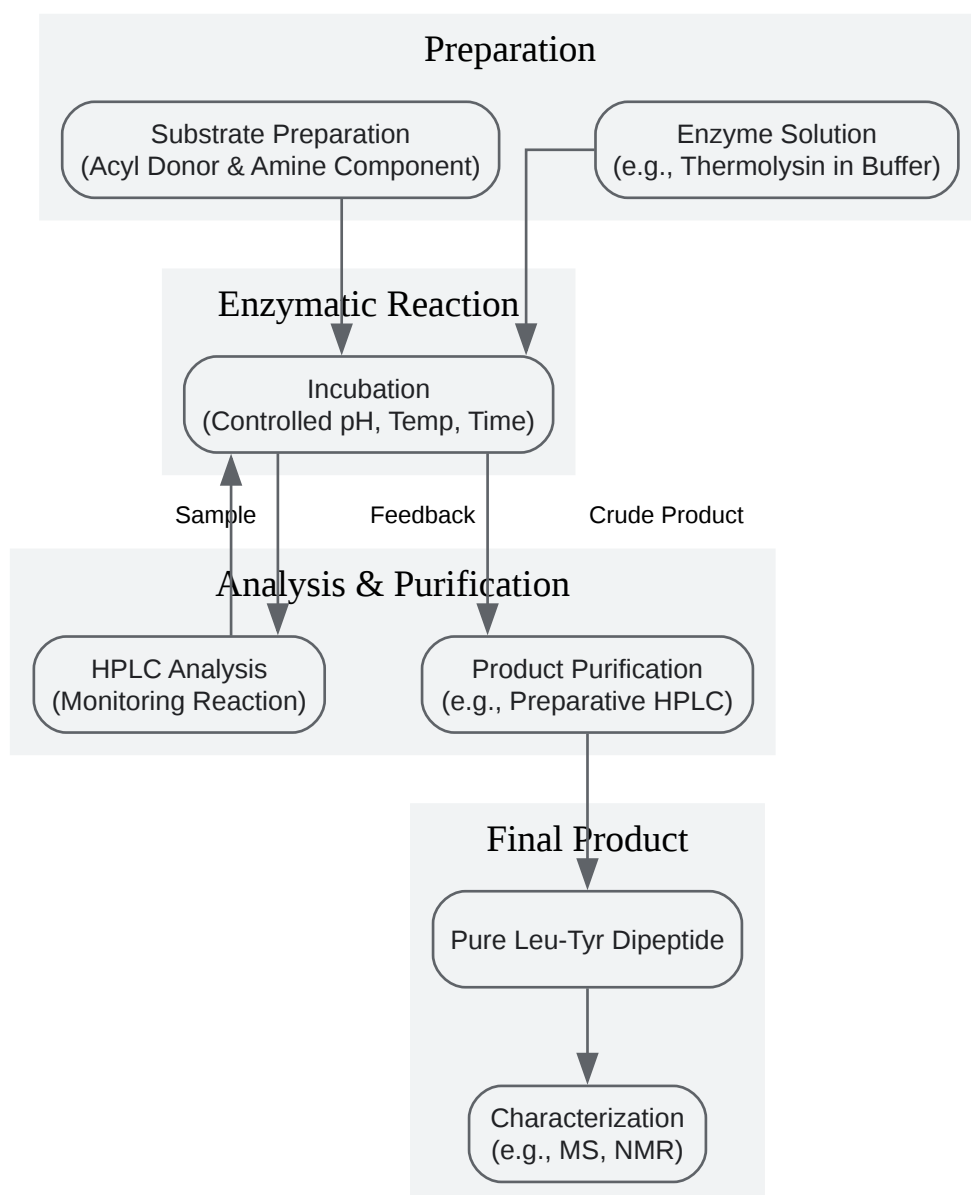 Preparation
Substrate Preparation
(Acyl Donor & Amine Component)
Enzyme Solution
(e.g., Thermolysin in Buffer)
Enzymatic Reaction
Incubation
(Controlled pH, Temp, Time)
Sample
Feedback
Crude Product
Analysis & Purification
HPLC Analysis
(Monitoring Reaction)
Product Purification
(e.g., Preparative HPLC)
Final Product
Pure Leu-Tyr Dipeptide
Characterization
(e.g., MS, NMR)